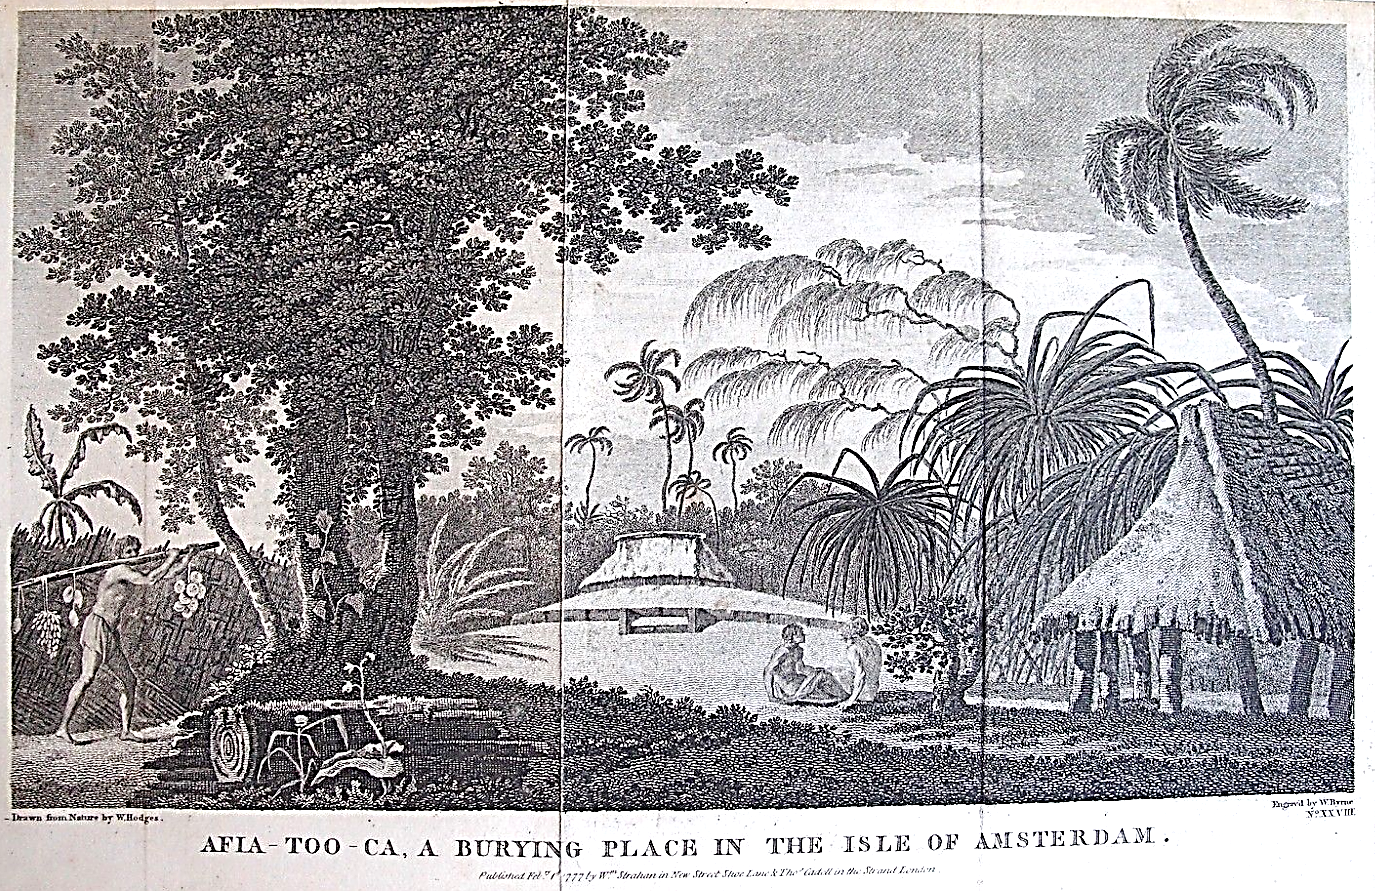 Drawn from Nature by W. Hodges.
Engrav'd by W. Byrne
No. XXVIII
AFIA-TOO-CA, A BURYING PLACE IN THE ISLE OF AMSTERDAM.
Published Feb.y 1st 1777 by Wm. Strahan in New Street Shoe Lane & Thos. Cadell in the Strand London.